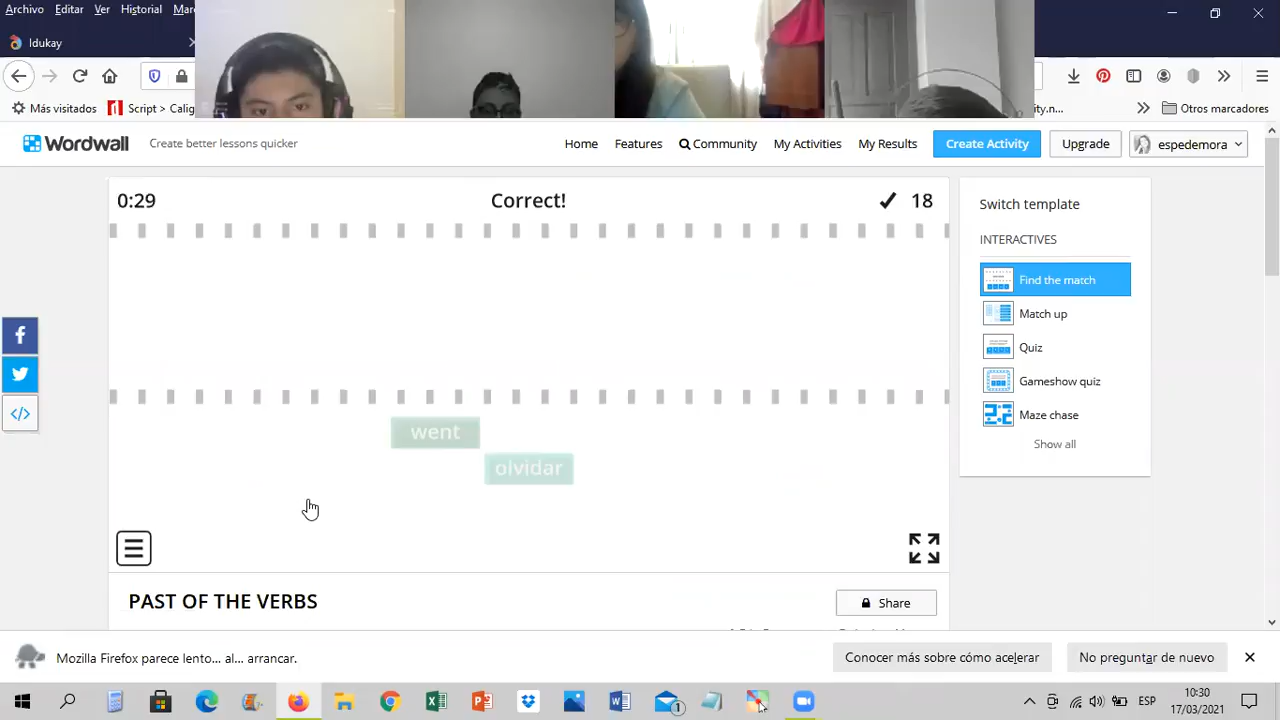 Archivo Editar Ver Historial
Idukay
Más visitados
Script > Calig
Otros marcadores
Wordwall
Create better lessons quicker
Home
Features
Community
My Activities
My Results
Create Activity
Upgrade
espedemora
0:29
Correct!
18
Switch template
INTERACTIVES
Find the match
Match up
Quiz
Gameshow quiz
Maze chase
Show all
went
olvidar
PAST OF THE VERBS
Share
Mozilla Firefox parece lento... al... arrancar.
Conocer más sobre cómo acelerar
No preguntar de nuevo
ESP
10:30
17/03/2021